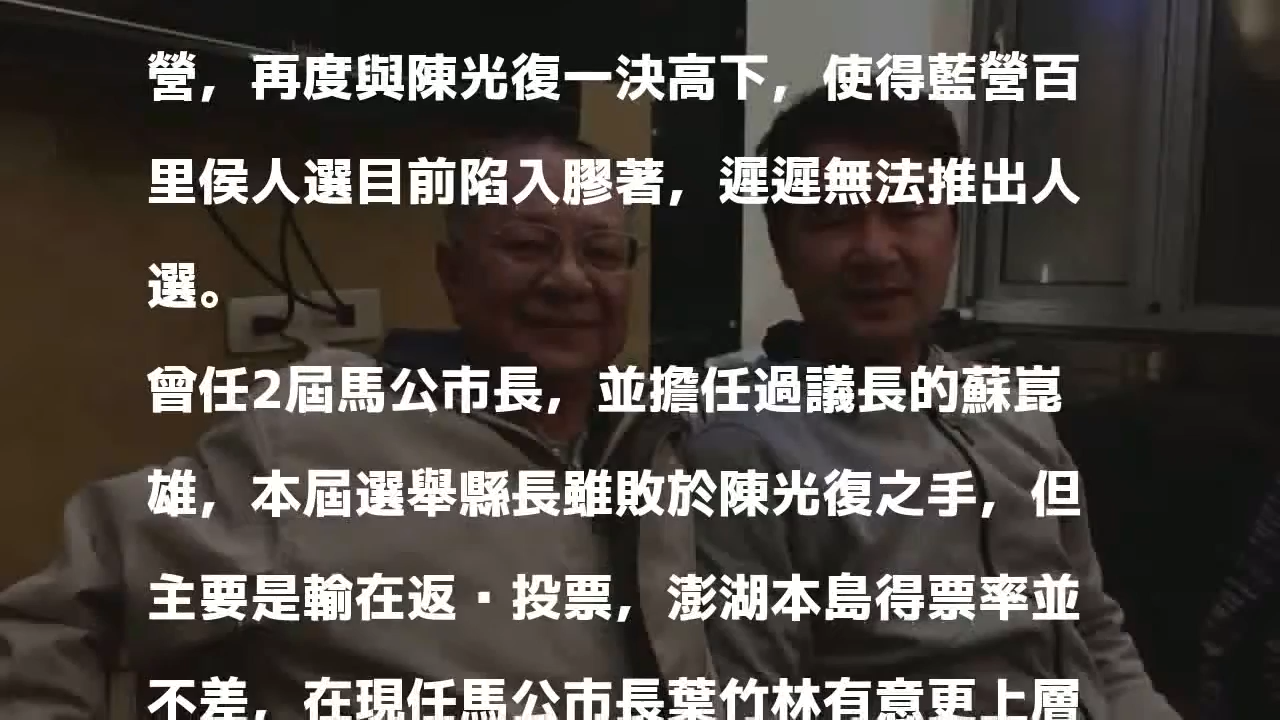 營，再度與陳光復一決高下，使得藍營百
里侯人選目前陷入膠著，遲遲無法推出人
選。
曾任2屆馬公市長，並擔任過議長的蘇崑
雄，本屆選舉縣長雖敗於陳光復之手，但
主要是輸在返·投票，澎湖本島得票率並
不差，在現任馬公市長葉竹林有意更上層